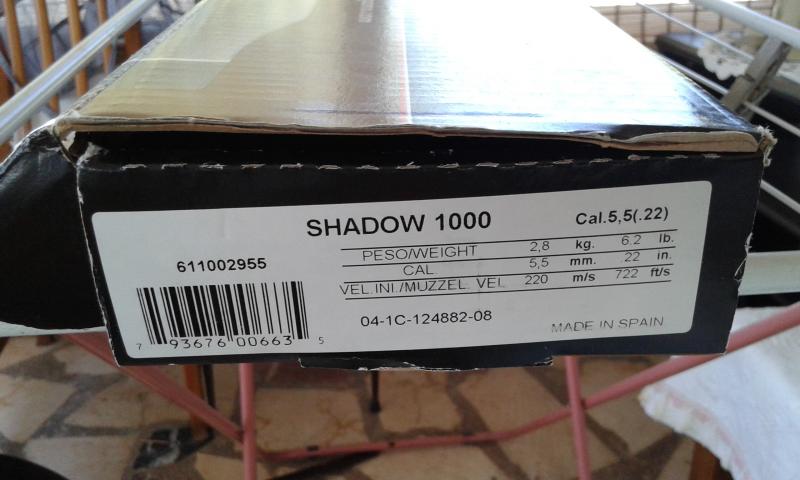 SHADOW 1000
Cal.5,5(.22)
611002955
PESO/WEIGHT 2,8 kg. 6.2 lb.
CAL 5,5 mm. 22 in.
VEL.INI./MUZZEL. VEL 220 m/s 722 ft/s
04-1C-124882-08
MADE IN SPAIN
7 93676 00663 5